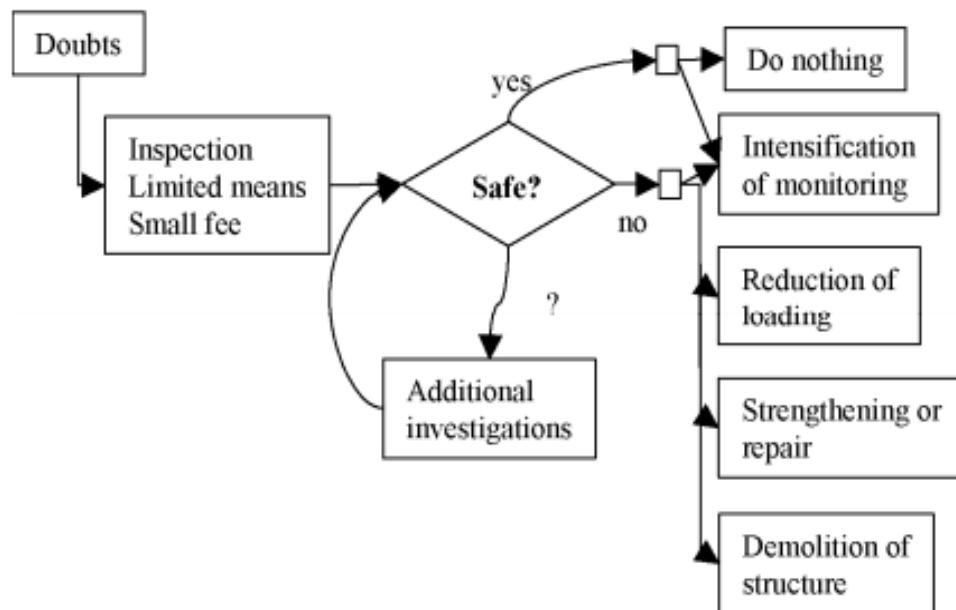 Doubts
Inspection
Limited means
Small fee
yes
Safe?
no
?
Additional
investigations
Do nothing
Intensification
of monitoring
Reduction of
loading
Strengthening or
repair
Demolition of
structure